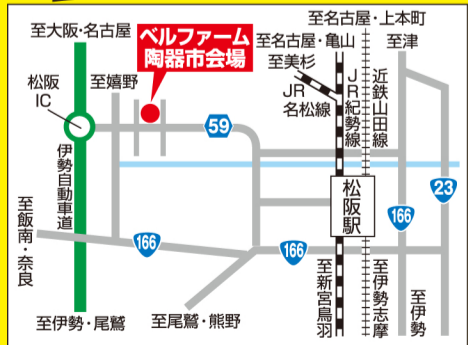 至名古屋・上本町
至大阪・名古屋
ベルファーム
陶器市会場
至名古屋・亀山
至津
至美杉
松阪
IC
至嬉野
JR
名松線
JR紀勢線
近鉄山田線
59
伊勢自動車道
23
松阪駅
166
至飯南・奈良
166
166
至新宮鳥羽
至伊勢志摩
至伊勢
至伊勢・尾鷲
至尾鷲・熊野